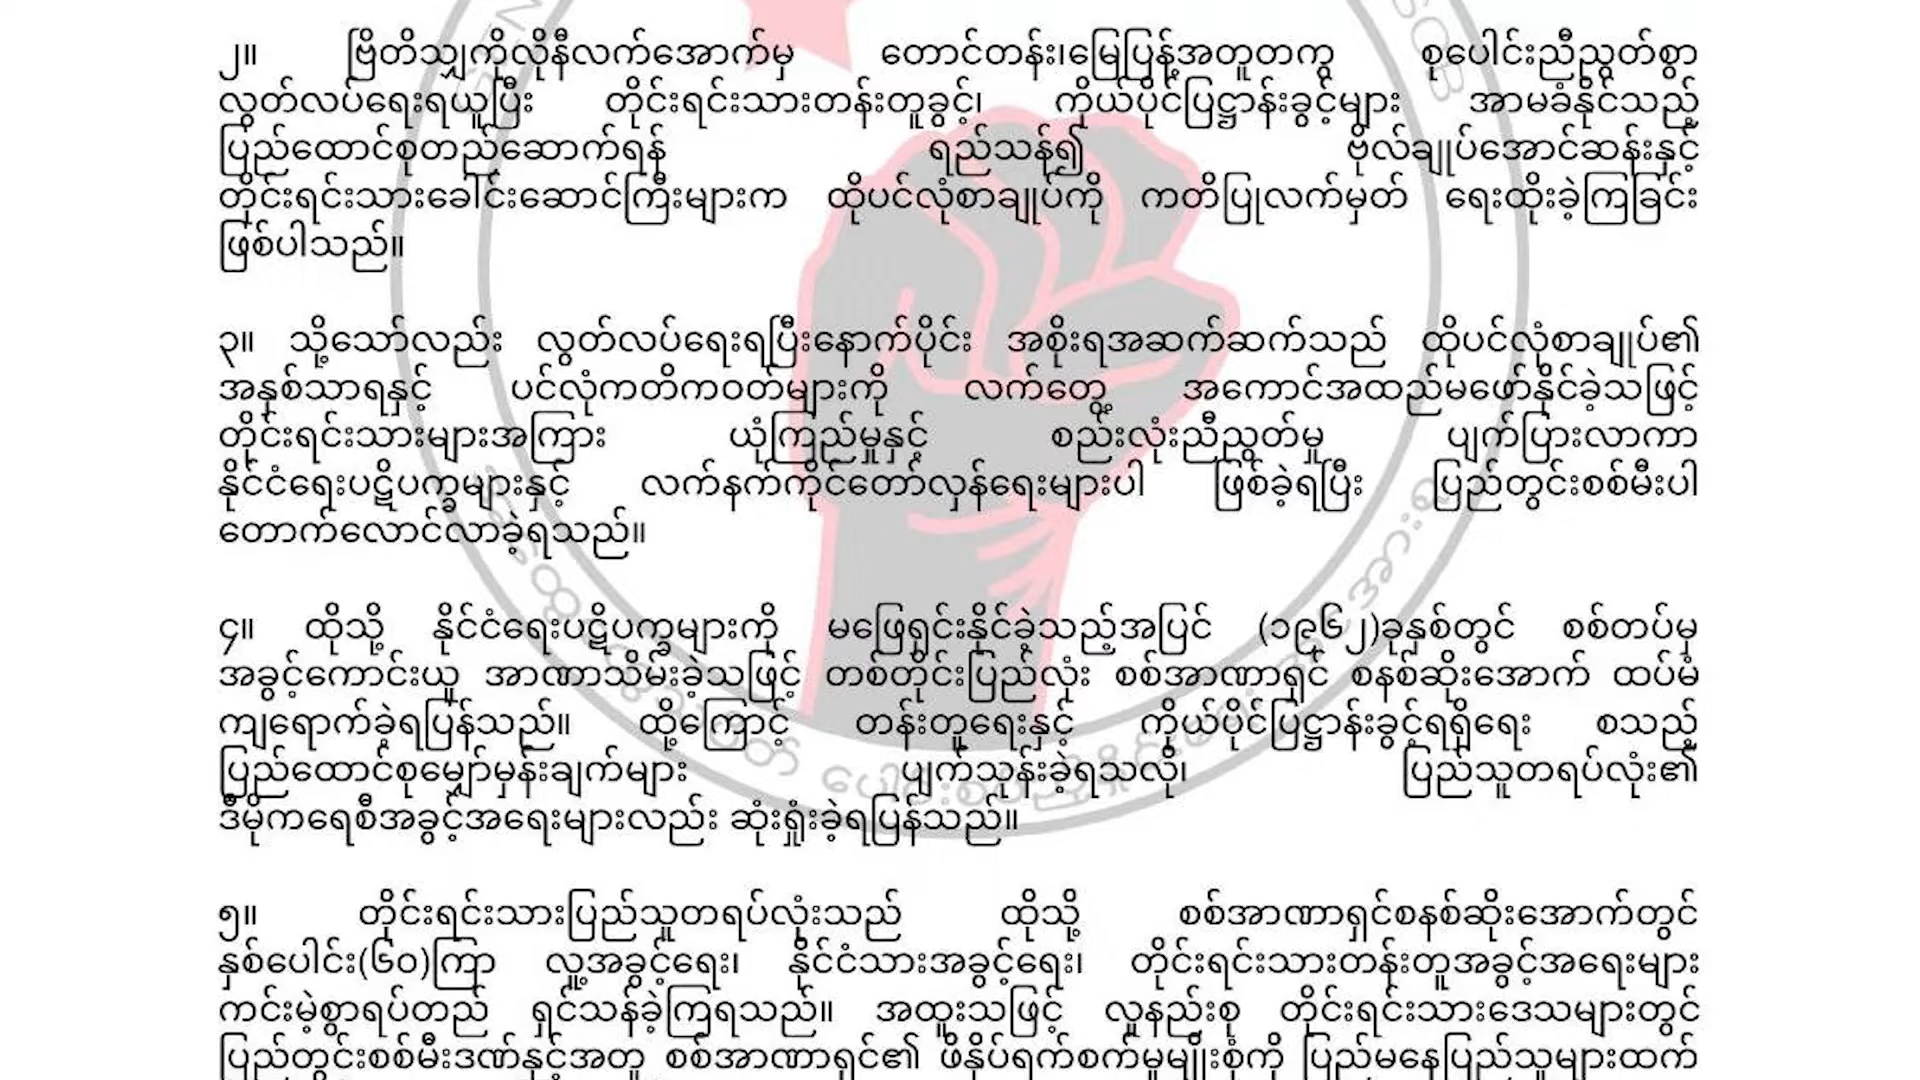 ၂။ ဗြိတိသျှကိုလိုနီလက်အောက်မှ တောင်တန်း၊မြေပြန့်အတူတကွ စုပေါင်းညီညွတ်စွာ
လွတ်လပ်ရေးရယူပြီး တိုင်းရင်းသားတန်းတူခွင့်၊ ကိုယ်ပိုင်ပြဋ္ဌာန်းခွင့်များ အာမခံနိုင်သည့်
ပြည်ထောင်စုတည်ဆောက်ရန် ရည်သန်၍ ဗိုလ်ချုပ်အောင်ဆန်းနှင့်
တိုင်းရင်းသားခေါင်းဆောင်ကြီးများက ထိုပင်လုံစာချုပ်ကို ကတိပြုလက်မှတ် ရေးထိုးခဲ့ကြခြင်း
ဖြစ်ပါသည်။
၃။ သို့သော်လည်း လွတ်လပ်ရေးရပြီးနောက်ပိုင်း အစိုးရအဆက်ဆက်သည် ထိုပင်လုံစာချုပ်၏
အနှစ်သာရနှင့် ပင်လုံကတိကဝတ်များကို လက်တွေ့ အကောင်အထည်မဖော်နိုင်ခဲ့သဖြင့်
တိုင်းရင်းသားများအကြား ယုံကြည်မှုနှင့် စည်းလုံးညီညွတ်မှု ပျက်ပြားလာကာ
နိုင်ငံရေးပဋိပက္ခများနှင့် လက်နက်ကိုင်တော်လှန်ရေးများပါ ဖြစ်ခဲ့ရပြီး ပြည်တွင်းစစ်မီးပါ
တောက်လောင်လာခဲ့ရသည်။
၄။ ထိုသို့ နိုင်ငံရေးပဋိပက္ခများကို မဖြေရှင်းနိုင်ခဲ့သည့်အပြင် (၁၉၆၂)ခုနှစ်တွင် စစ်တပ်မှ
အခွင့်ကောင်းယူ အာဏာသိမ်းခဲ့သဖြင့် တစ်တိုင်းပြည်လုံး စစ်အာဏာရှင် စနစ်ဆိုးအောက် ထပ်မံ
ကျရောက်ခဲ့ရပြန်သည်။ ထို့ကြောင့် တန်းတူရေးနှင့် ကိုယ်ပိုင်ပြဋ္ဌာန်းခွင့်ရရှိရေး စသည့်
ပြည်ထောင်စုမျှော်မှန်းချက်များ ပျက်သုန်းခဲ့ရသလို၊ ပြည်သူတရပ်လုံး၏
ဒီမိုကရေစီအခွင့်အရေးများလည်း ဆုံးရှုံးခဲ့ရပြန်သည်။
၅။ တိုင်းရင်းသားပြည်သူတရပ်လုံးသည် ထိုသို့ စစ်အာဏာရှင်စနစ်ဆိုးအောက်တွင်
နှစ်ပေါင်း(၆၀)ကြာ လူ့အခွင့်ရေး၊ နိုင်ငံသားအခွင့်ရေး၊ တိုင်းရင်းသားတန်းတူအခွင့်အရေးများ
ကင်းမဲ့စွာရပ်တည် ရှင်သန်ခဲ့ကြရသည်။ အထူးသဖြင့် လူနည်းစု တိုင်းရင်းသားဒေသများတွင်
ပြည်တွင်းစစ်မီးဒဏ်နှင့်အတူ စစ်အာဏာရှင်၏ ဖိနှိပ်ရက်စက်မှုမျိုးစုံကို ပြည်မနေပြည်သူများထက်